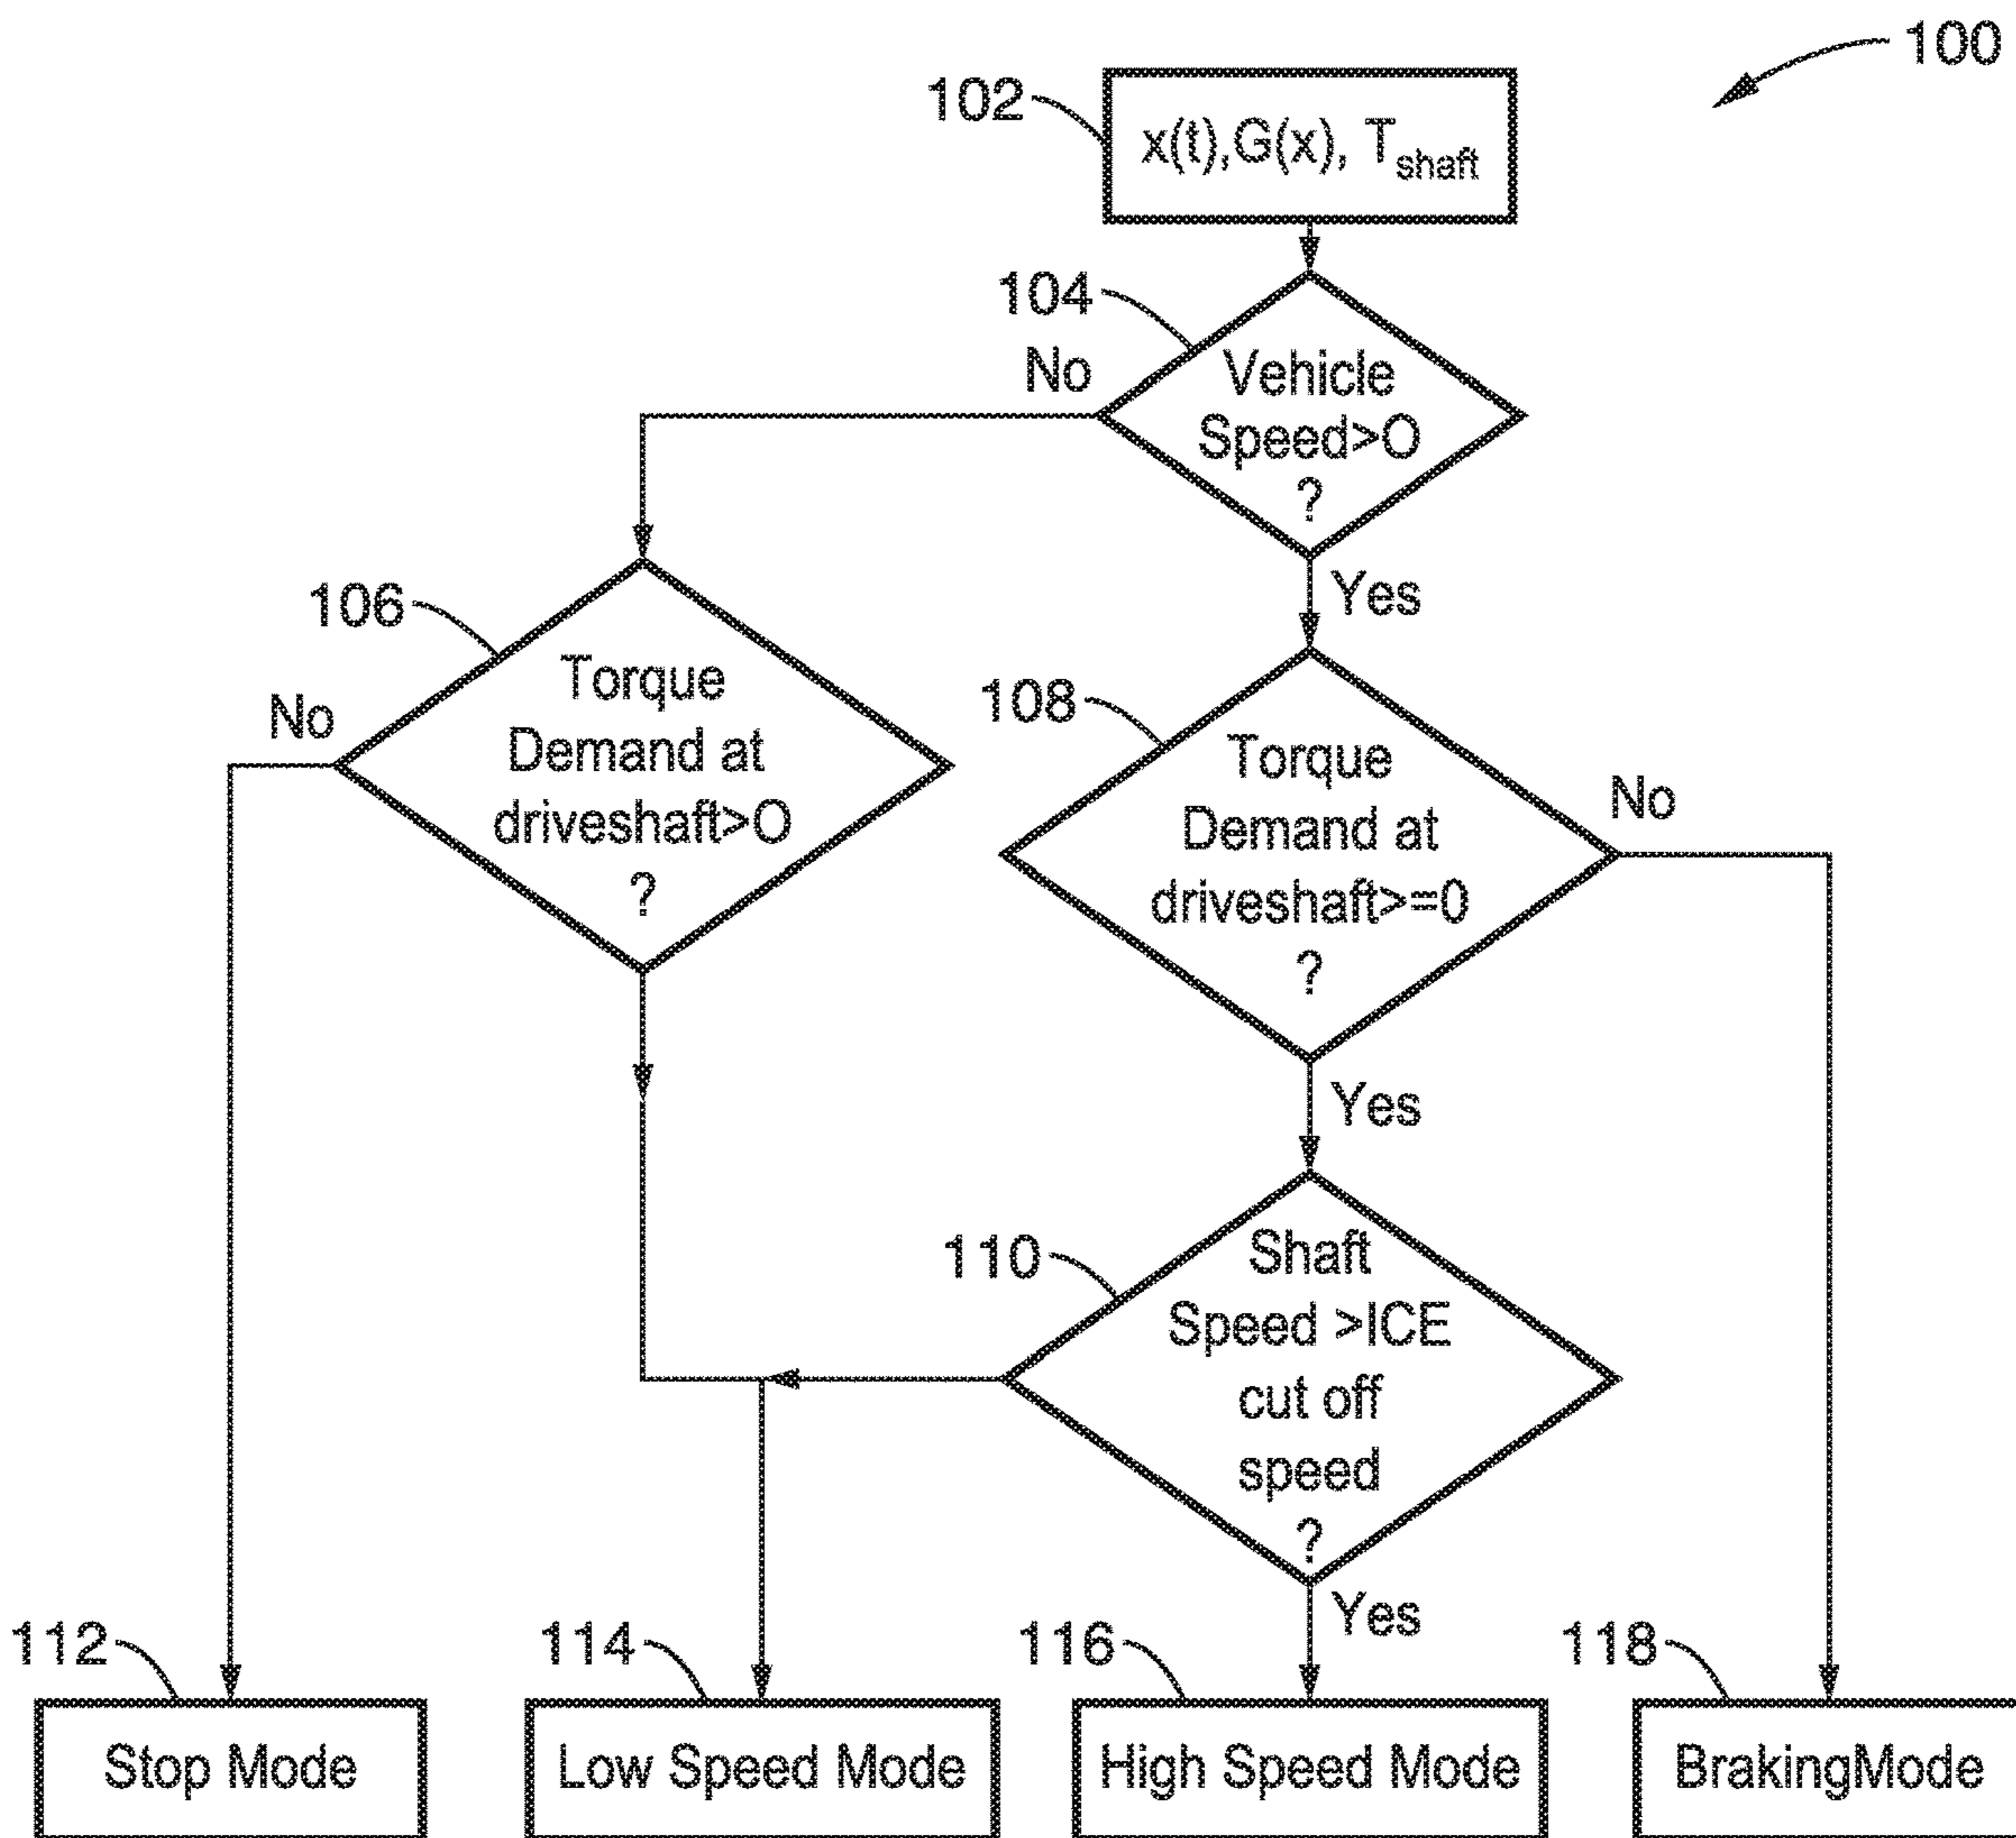 100
102
x(t),G(x), Tshaft
104
No
Vehicle
Speed>O
?
Yes
106
No
Torque
Demand at
driveshaft>O
?
108
Torque
Demand at
driveshaft>=0
?
No
Yes
110
Shaft
Speed >ICE
cut off
speed
?
Yes
112
Stop Mode
114
Low Speed Mode
116
High Speed Mode
118
BrakingMode